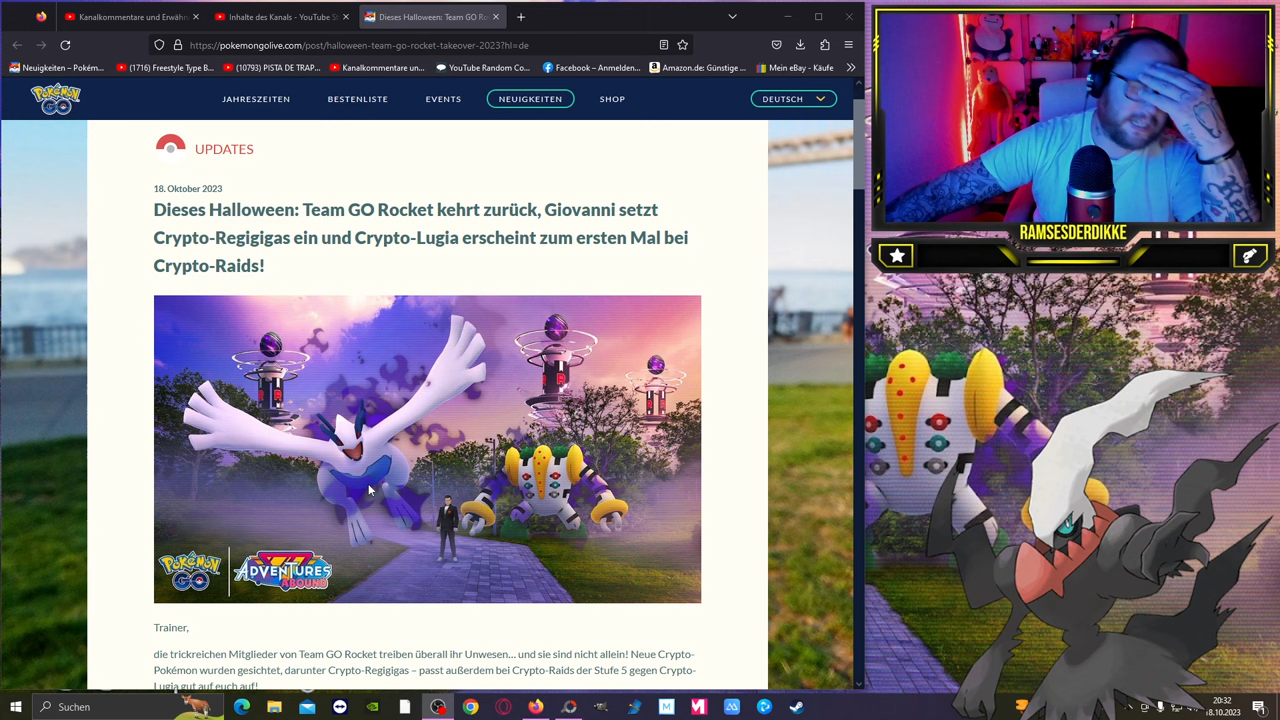 Kanalkommentare und Erwähn
Inhalte des Kanals - YouTube S
Dieses Halloween: Team GO Ro
https://pokemongolive.com/post/halloween-team-go-rocket-takeover-2023?hl=de
Neuigkeiten – Pokém...
(1716) Freestyle Type B...
(10793) PISTA DE TRAP...
Kanalkommentare un...
YouTube Random Co...
Facebook – Anmelden...
Amazon.de: Günstige ...
Mein eBay - Käufe
POKÉMON GO
JAHRESZEITEN
BESTENLISTE
EVENTS
NEUIGKEITEN
SHOP
DEUTSCH
UPDATES
18. Oktober 2023
Dieses Halloween: Team GO Rocket kehrt zurück, Giovanni setzt
Crypto-Regigigas ein und Crypto-Lugia erscheint zum ersten Mal bei
Crypto-Raids!
POKÉMON GO
ADVENTURES
ABOUND
Trainer,
die trickreichen Mitglieder von Team GO Rocket treiben überall ihr Unwesen... und sie sind nicht allein! Neue Crypto-
Pokémon wurden gesichtet, darunter Crypto-Regigigas – passt außerdem bei Crypto-Raids der Stufe 5 gegen Crypto-
Lugia gut auf euch auf!
RAMSESDERDIKKE
Suchen
20:32
18.10.2023